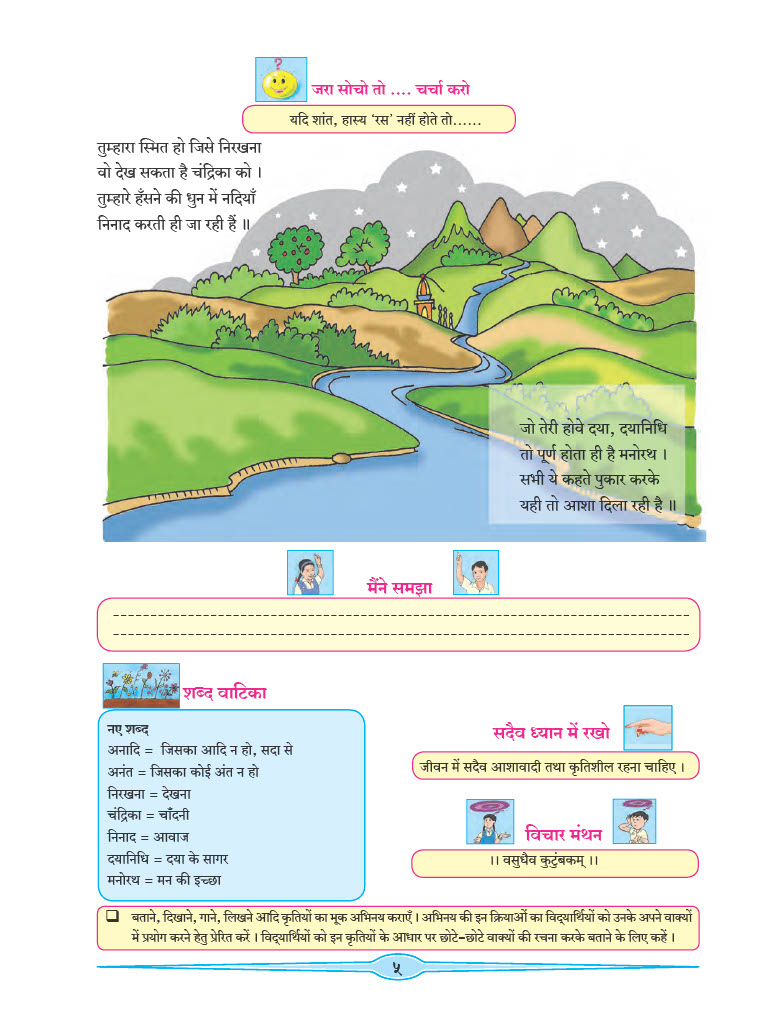 ?
जरा सोचो तो .... चर्चा करो
यदि शांत, हास्य ‘रस’ नहीं होते तो......
तुम्हारा स्मित हो जिसे निरखना
वो देख सकता है चंद्रिका को ।
तुम्हारे हँसने की धुन में नदियाँ
निनाद करती ही जा रही हैं ॥
जो तेरी होवे दया, दयानिधि
तो पूर्ण होता ही है मनोरथ ।
सभी ये कहते पुकार करके
यही तो आशा दिला रही है ॥
मैंने समझा
शब्द वाटिका
नए शब्द
अनादि = जिसका आदि न हो, सदा से
अनंत = जिसका कोई अंत न हो
निरखना = देखना
चंद्रिका = चाँदनी
निनाद = आवाज
दयानिधि = दया के सागर
मनोरथ = मन की इच्छा
सदैव ध्यान में रखो
जीवन में सदैव आशावादी तथा कृतिशील रहना चाहिए ।
विचार मंथन
।। वसुधैव कुटुंबकम् ।।
❑ बताने, दिखाने, गाने, लिखने आदि कृतियों का मूक अभिनय कराएँ । अभिनय की इन क्रियाओं का विद्यार्थियों को उनके अपने वाक्यों
में प्रयोग करने हेतु प्रेरित करें । विद्यार्थियों को इन कृतियों के आधार पर छोटे-छोटे वाक्यों की रचना करके बताने के लिए कहें ।
५